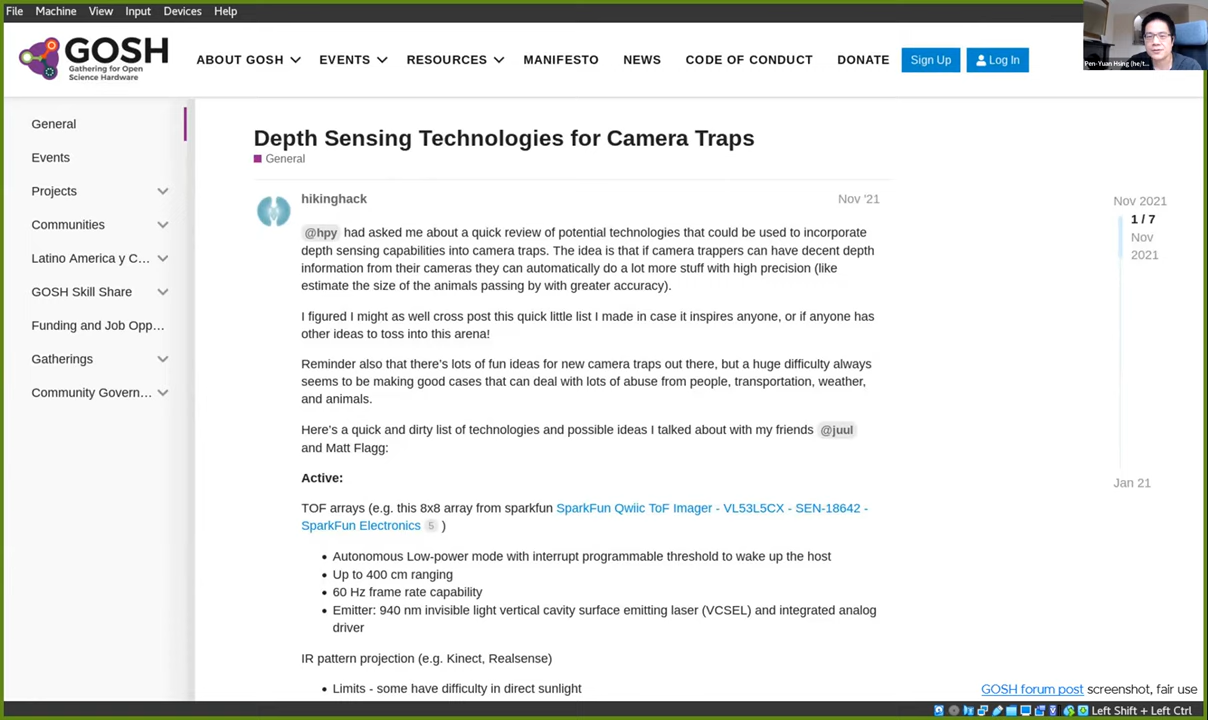 File Machine View Input Devices Help
GOSH
Gathering for Open
Science Hardware
ABOUT GOSH EVENTS RESOURCES MANIFESTO NEWS CODE OF CONDUCT DONATE Sign Up Log In
Pen-Yuan Hsing (he/t...
General
Events
Projects
Communities
Latino America y C...
GOSH Skill Share
Funding and Job Opp...
Gatherings
Community Govern...
Depth Sensing Technologies for Camera Traps
General
hikinghack Nov '21
@hpy had asked me about a quick review of potential technologies that could be used to incorporate
depth sensing capabilities into camera traps. The idea is that if camera trappers can have decent depth
information from their cameras they can automatically do a lot more stuff with high precision (like
estimate the size of the animals passing by with greater accuracy).
I figured I might as well cross post this quick little list I made in case it inspires anyone, or if anyone has
other ideas to toss into this arena!
Reminder also that there's lots of fun ideas for new camera traps out there, but a huge difficulty always
seems to be making good cases that can deal with lots of abuse from people, transportation, weather,
and animals.
Here's a quick and dirty list of technologies and possible ideas I talked about with my friends @juul
and Matt Flagg:
Active:
TOF arrays (e.g. this 8x8 array from sparkfun SparkFun Qwiic ToF Imager - VL53L5CX - SEN-18642 -
SparkFun Electronics 5 )
• Autonomous Low-power mode with interrupt programmable threshold to wake up the host
• Up to 400 cm ranging
• 60 Hz frame rate capability
• Emitter: 940 nm invisible light vertical cavity surface emitting laser (VCSEL) and integrated analog
driver
IR pattern projection (e.g. Kinect, Realsense)
• Limits - some have difficulty in direct sunlight
Nov 2021
1 / 7
Nov
2021
Jan 21
GOSH forum post screenshot, fair use
Left Shift + Left Ctrl